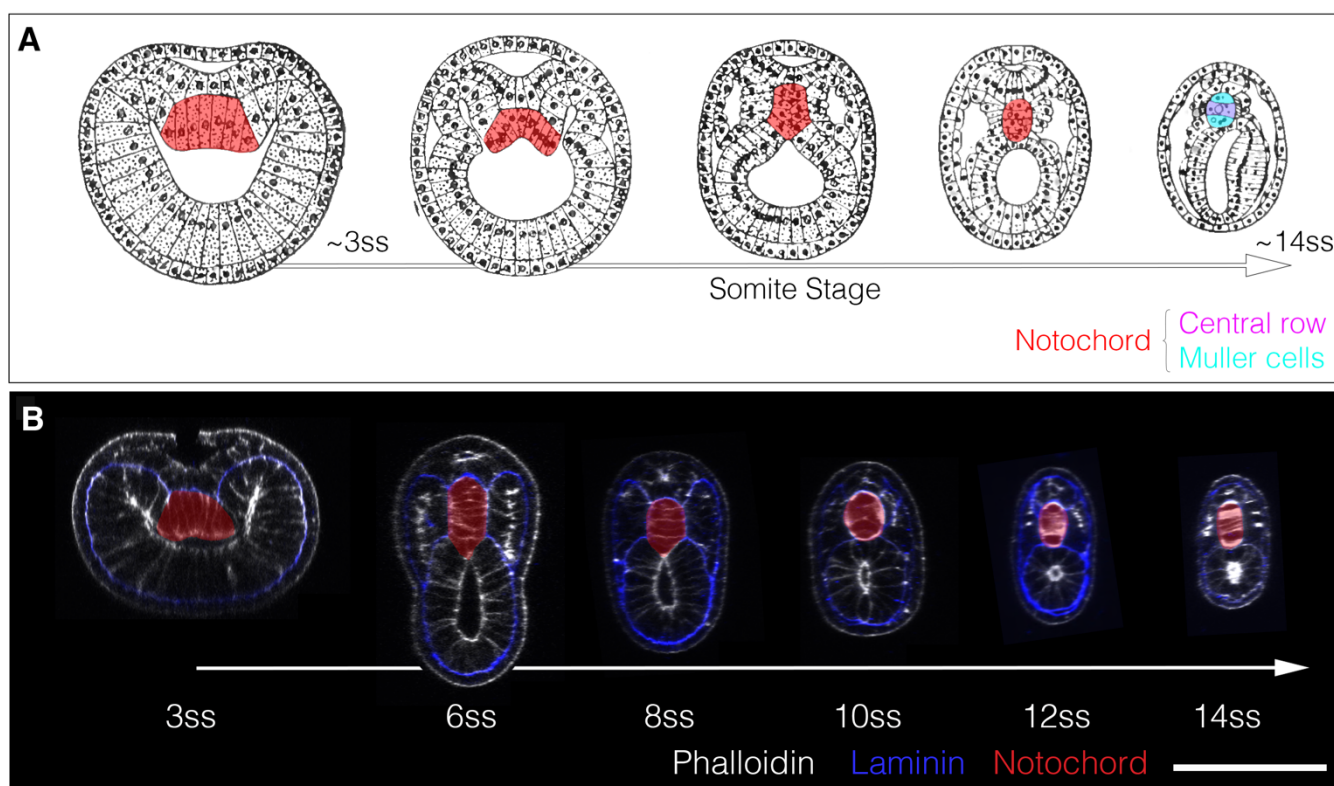 A
~3ss
~14ss
Somite Stage
Notochord
Central row
Muller cells
B
3ss 6ss 8ss 10ss 12ss 14ss
Phalloidin Laminin Notochord